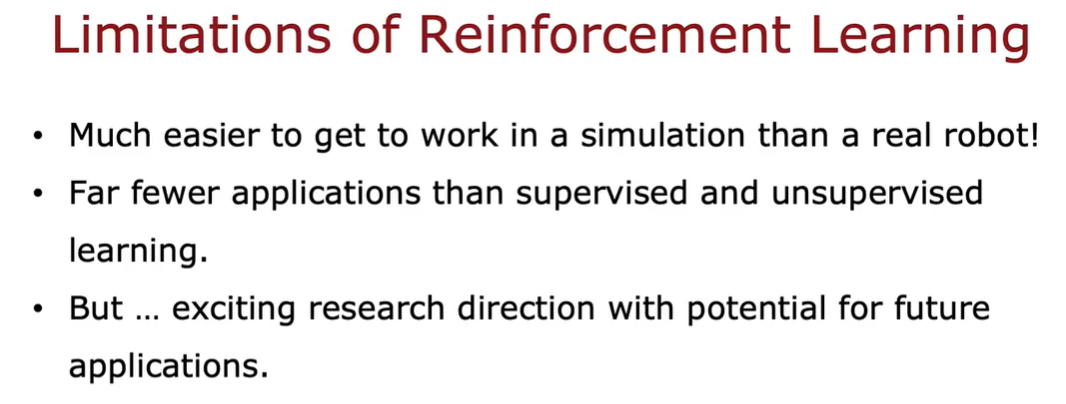 Limitations of Reinforcement Learning
• Much easier to get to work in a simulation than a real robot!
• Far fewer applications than supervised and unsupervised
learning.
• But … exciting research direction with potential for future
applications.